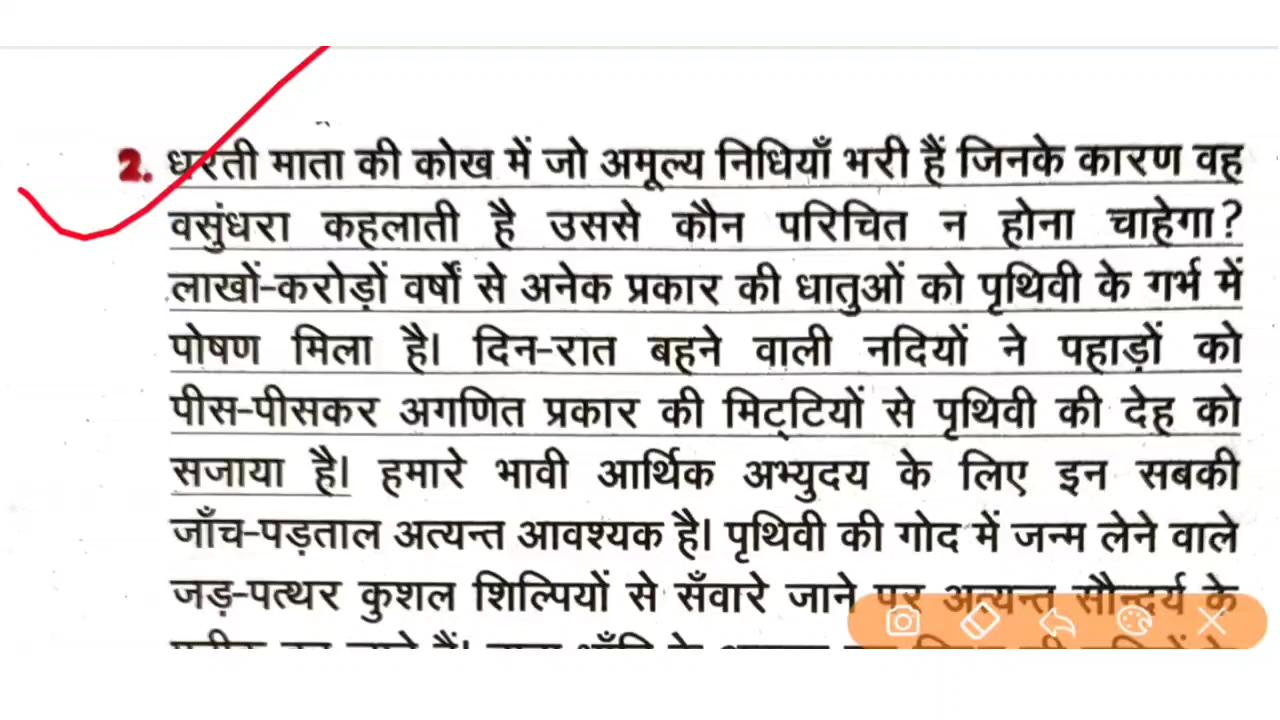 2. धरती माता की कोख में जो अमूल्य निधियाँ भरी हैं जिनके कारण वह
वसुंधरा कहलाती है उससे कौन परिचित न होना चाहेगा?
लाखों-करोड़ों वर्षों से अनेक प्रकार की धातुओं को पृथिवी के गर्भ में
पोषण मिला है। दिन-रात बहने वाली नदियों ने पहाड़ों को
पीस-पीसकर अगणित प्रकार की मिट्टियों से पृथिवी की देह को
सजाया है। हमारे भावी आर्थिक अभ्युदय के लिए इन सबकी
जाँच-पड़ताल अत्यन्त आवश्यक है। पृथिवी की गोद में जन्म लेने वाले
जड़-पत्थर कुशल शिल्पियों से सँवारे जाने पर अत्यन्त सौन्दर्य के